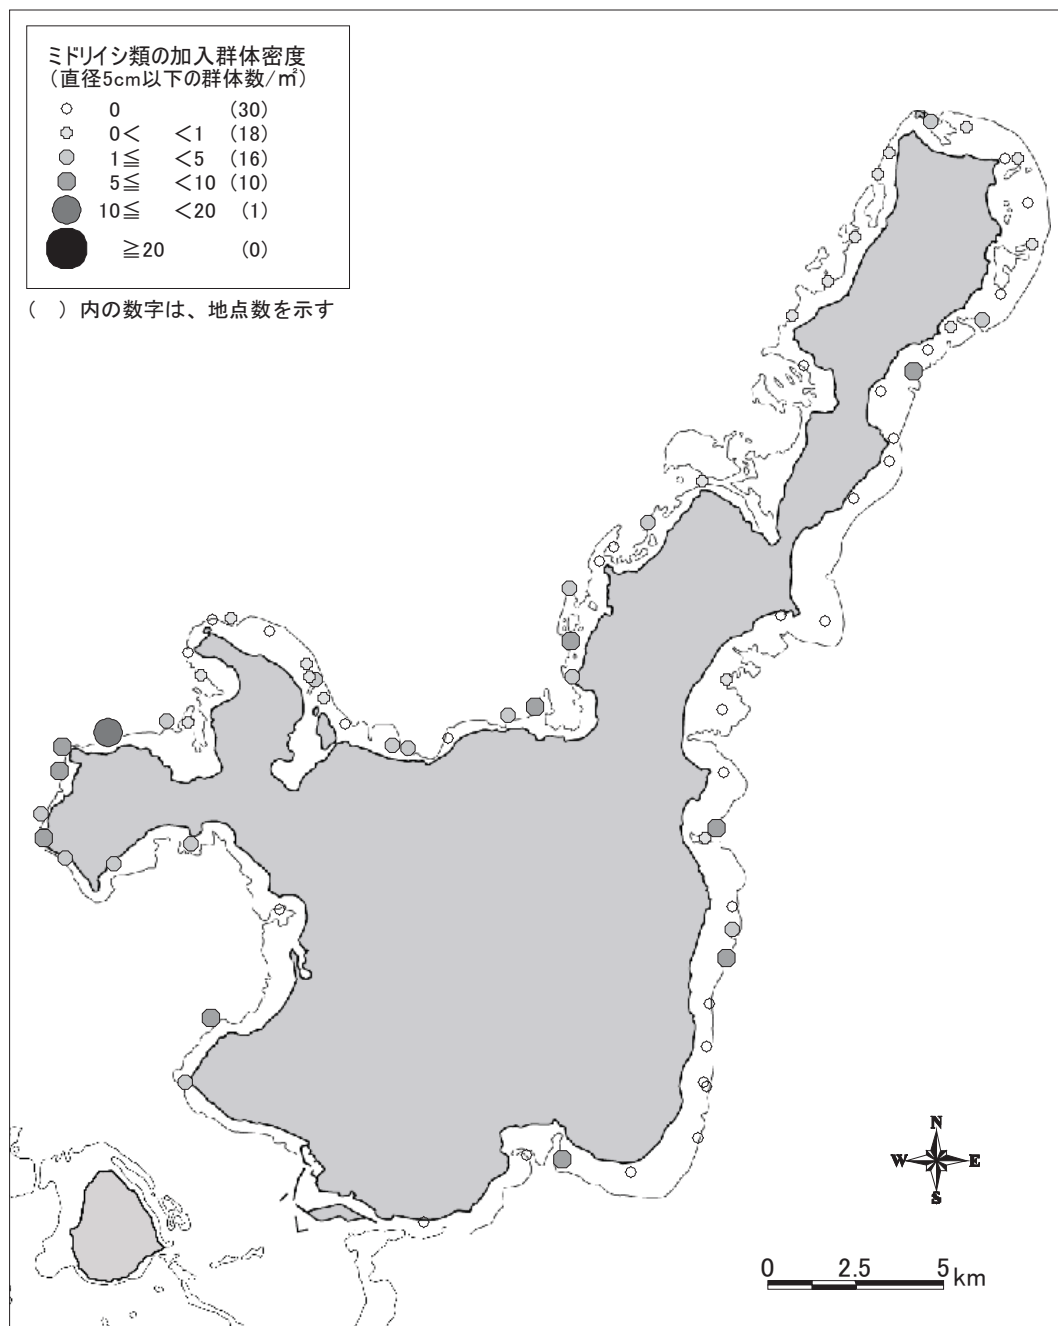 ミドリイシ類の加入群体密度
(直径5cm以下の群体数/㎡)
0 (30)
0< <1 (18)
1≦ <5 (16)
5≦ <10 (10)
10≦ <20 (1)
≧20 (0)
( )内の数字は、地点数を示す
N
W E
S
0 2.5 5
km